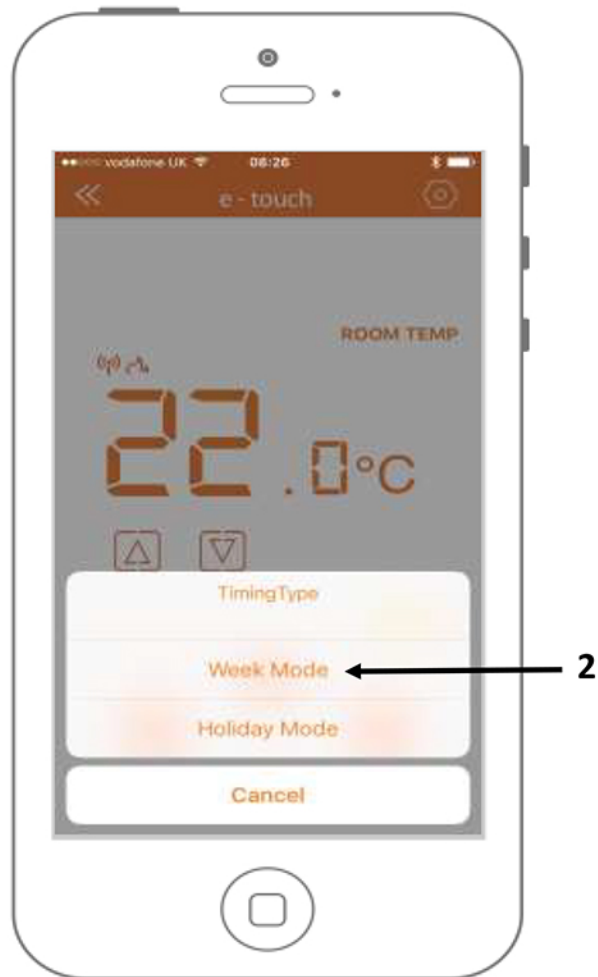 vodafone UK 08:26
e - touch
ROOM TEMP
22.0°C
TimingType
Week Mode
2
Holiday Mode
Cancel